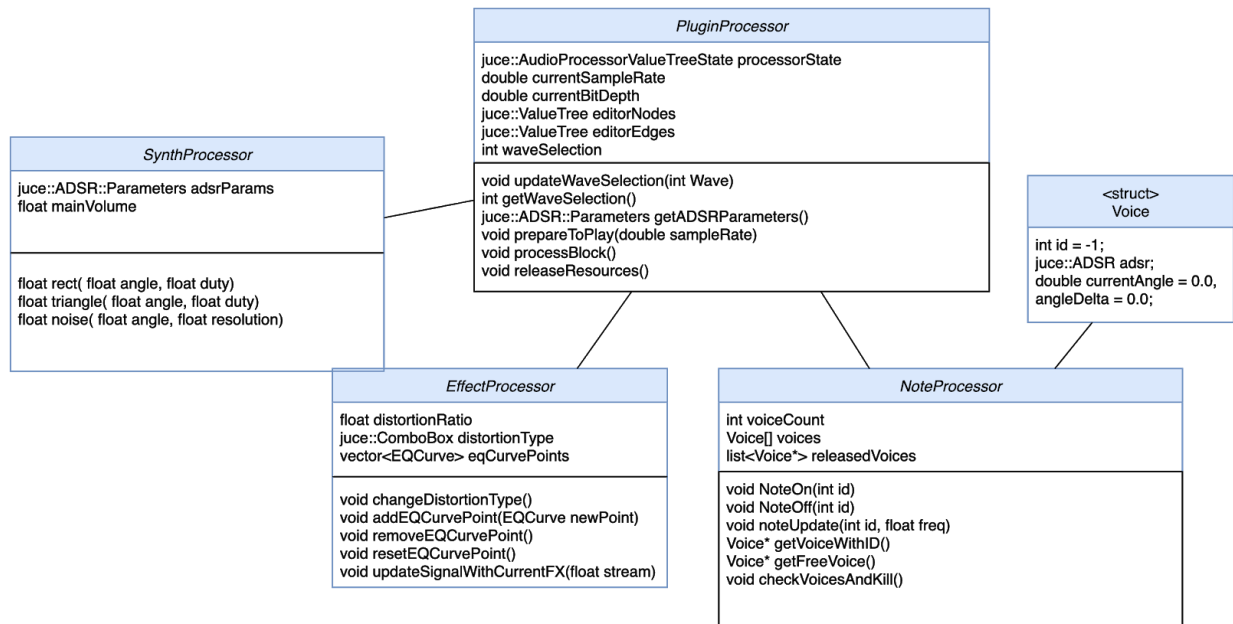 PluginProcessor
juce::AudioProcessorValueTreeState processorState
double currentSampleRate
double currentBitDepth
juce::ValueTree editorNodes
juce::ValueTree editorEdges
int waveSelection
void updateWaveSelection(int Wave)
int getWaveSelection()
juce::ADSR::Parameters getADSRParameters()
void prepareToPlay(double sampleRate)
void processBlock()
void releaseResources()
SynthProcessor
juce::ADSR::Parameters adsrParams
float mainVolume
float rect( float angle, float duty)
float triangle( float angle, float duty)
float noise( float angle, float resolution)
<struct>
Voice
int id = -1;
juce::ADSR adsr;
double currentAngle = 0.0,
angleDelta = 0.0;
EffectProcessor
float distortionRatio
juce::ComboBox distortionType
vector<EQCurve> eqCurvePoints
void changeDistortionType()
void addEQCurvePoint(EQCurve newPoint)
void removeEQCurvePoint()
void resetEQCurvePoint()
void updateSignalWithCurrentFX(float stream)
NoteProcessor
int voiceCount
Voice[] voices
list<Voice*> releasedVoices
void NoteOn(int id)
void NoteOff(int id)
void noteUpdate(int id, float freq)
Voice* getVoiceWithID()
Voice* getFreeVoice()
void checkVoicesAndKill()